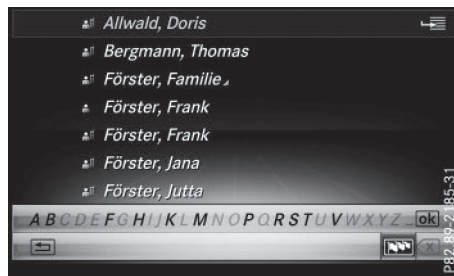 Allwald, Doris
Bergmann, Thomas
Förster, Familie
Förster, Frank
Förster, Frank
Förster, Jana
Förster, Jutta
A B C D E F G H I J K L M N O P Q R S T U V W X Y Z _ ok
P82.89-2185-31